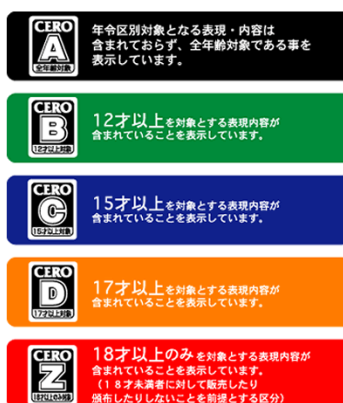 CERO
A
全年齢対象
年令区別対象となる表現・内容は
含まれておらず、全年齢対象である事を
表示しています。
CERO
B
12才以上対象
12才以上を対象とする表現内容が
含まれていることを表示しています。
CERO
C
15才以上対象
15才以上を対象とする表現内容が
含まれていることを表示しています。
CERO
D
17才以上対象
17才以上を対象とする表現内容が
含まれていることを表示しています。
CERO
Z
18才以上のみ対象
18才以上のみを対象とする表現内容が
含まれていることを表示しています。
（１８才未満者に対して販売したり
頒布したりしないことを前提とする区分）